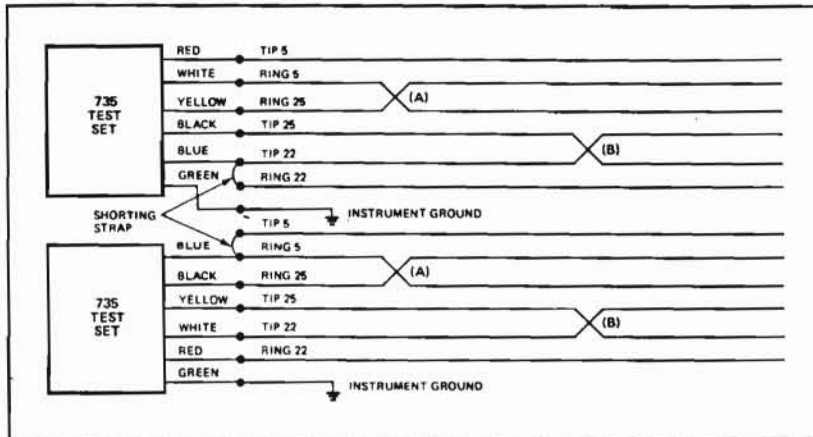 735
TEST
SET
RED TIP 5
WHITE RING 5
YELLOW RING 25
(A)
BLACK TIP 25
(B)
BLUE TIP 22
GREEN RING 22
SHORTING
STRAP
INSTRUMENT GROUND
TIP 5
735
TEST
SET
BLUE RING 5
(A)
BLACK RING 25
YELLOW TIP 25
(B)
WHITE TIP 22
RED RING 22
GREEN
INSTRUMENT GROUND